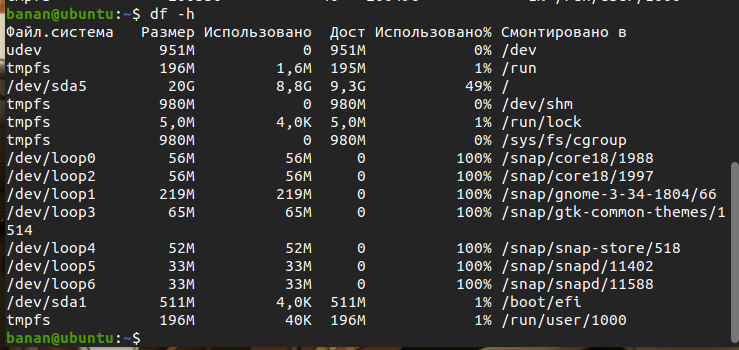 banan@ubuntu:~$ df -h
Файл.система   Размер Использовано  Дост Использовано% Смонтировано в
udev             951M            0  951M            0% /dev
tmpfs            196M         1,6M  195M            1% /run
/dev/sda5         20G         8,8G  9,3G           49% /
tmpfs            980M            0  980M            0% /dev/shm
tmpfs            5,0M         4,0K  5,0M            1% /run/lock
tmpfs            980M            0  980M            0% /sys/fs/cgroup
/dev/loop0        56M          56M     0          100% /snap/core18/1988
/dev/loop2        56M          56M     0          100% /snap/core18/1997
/dev/loop1       219M         219M     0          100% /snap/gnome-3-34-1804/66
/dev/loop3        65M          65M     0          100% /snap/gtk-common-themes/1
514
/dev/loop4        52M          52M     0          100% /snap/snap-store/518
/dev/loop5        33M          33M     0          100% /snap/snapd/11402
/dev/loop6        33M          33M     0          100% /snap/snapd/11588
/dev/sda1        511M         4,0K  511M            1% /boot/efi
tmpfs            196M          40K  196M            1% /run/user/1000
banan@ubuntu:~$